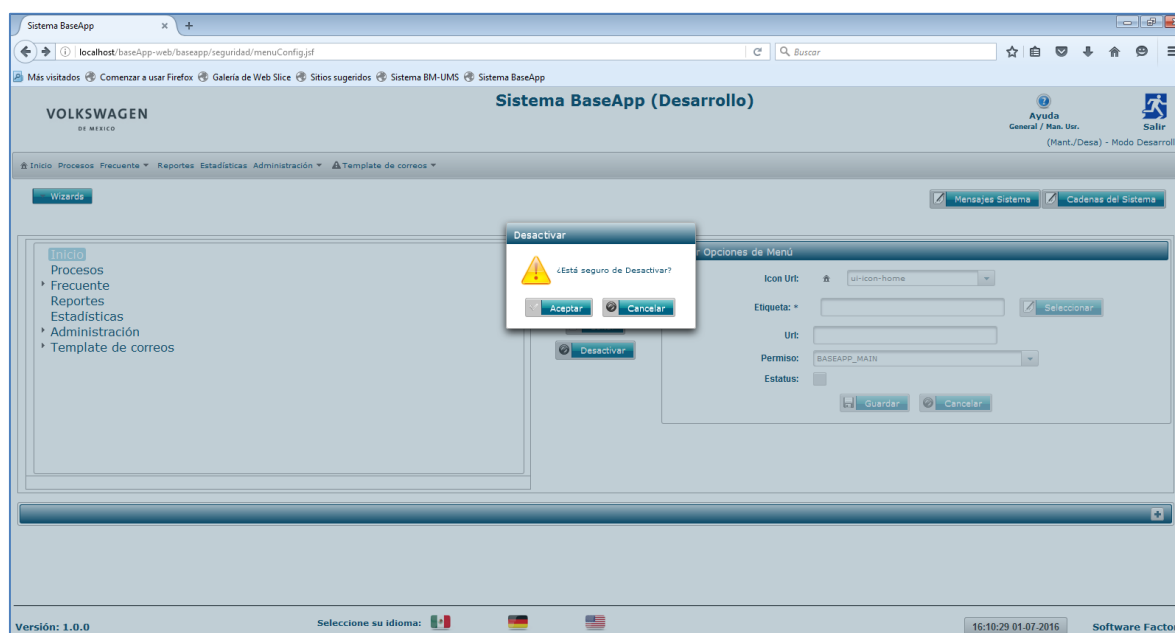 Sistema BaseApp
localhost/baseApp-web/baseapp/seguridad/menuConfig.jsf
Buscar
Más visitados Comenzar a usar Firefox Galería de Web Slice Sitios sugeridos Sistema BM-UMS Sistema BaseApp
VOLKSWAGEN
DE MEXICO
Sistema BaseApp (Desarrollo)
Ayuda
General / Man. Usr.
Salir
(Mant./Desa) - Modo Desarroll
Inicio Procesos Frecuente Reportes Estadísticas Administración Template de correos
Wizards
Mensajes Sistema
Cadenas del Sistema
Inicio
Procesos
Frecuente
Reportes
Estadísticas
Administración
Template de correos
Desactivar
¿Está seguro de Desactivar?
Aceptar Cancelar
Desactivar
r Opciones de Menú
Icon Url: ui-icon-home
Etiqueta: * Seleccionar
Url:
Permiso: BASEAPP_MAIN
Estatus:
Guardar Cancelar
Versión: 1.0.0
Seleccione su idioma:
16:10:29 01-07-2016
Software Facto